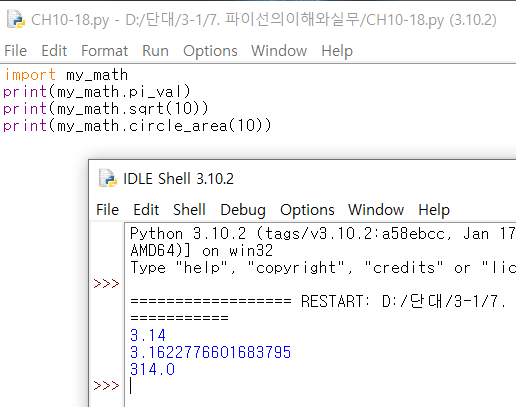 CH10-18.py - D:/단대/3-1/7. 파이선의이해와실무/CH10-18.py (3.10.2)
File Edit Format Run Options Window Help
import my_math
print(my_math.pi_val)
print(my_math.sqrt(10))
print(my_math.circle_area(10))
IDLE Shell 3.10.2
File Edit Shell Debug Options Window Help
Python 3.10.2 (tags/v3.10.2:a58ebcc, Jan 17
AMD64)] on win32
Type "help", "copyright", "credits" or "lic
>>>
================== RESTART: D:/단대/3-1/7.
===========
3.14
3.1622776601683795
314.0
>>>